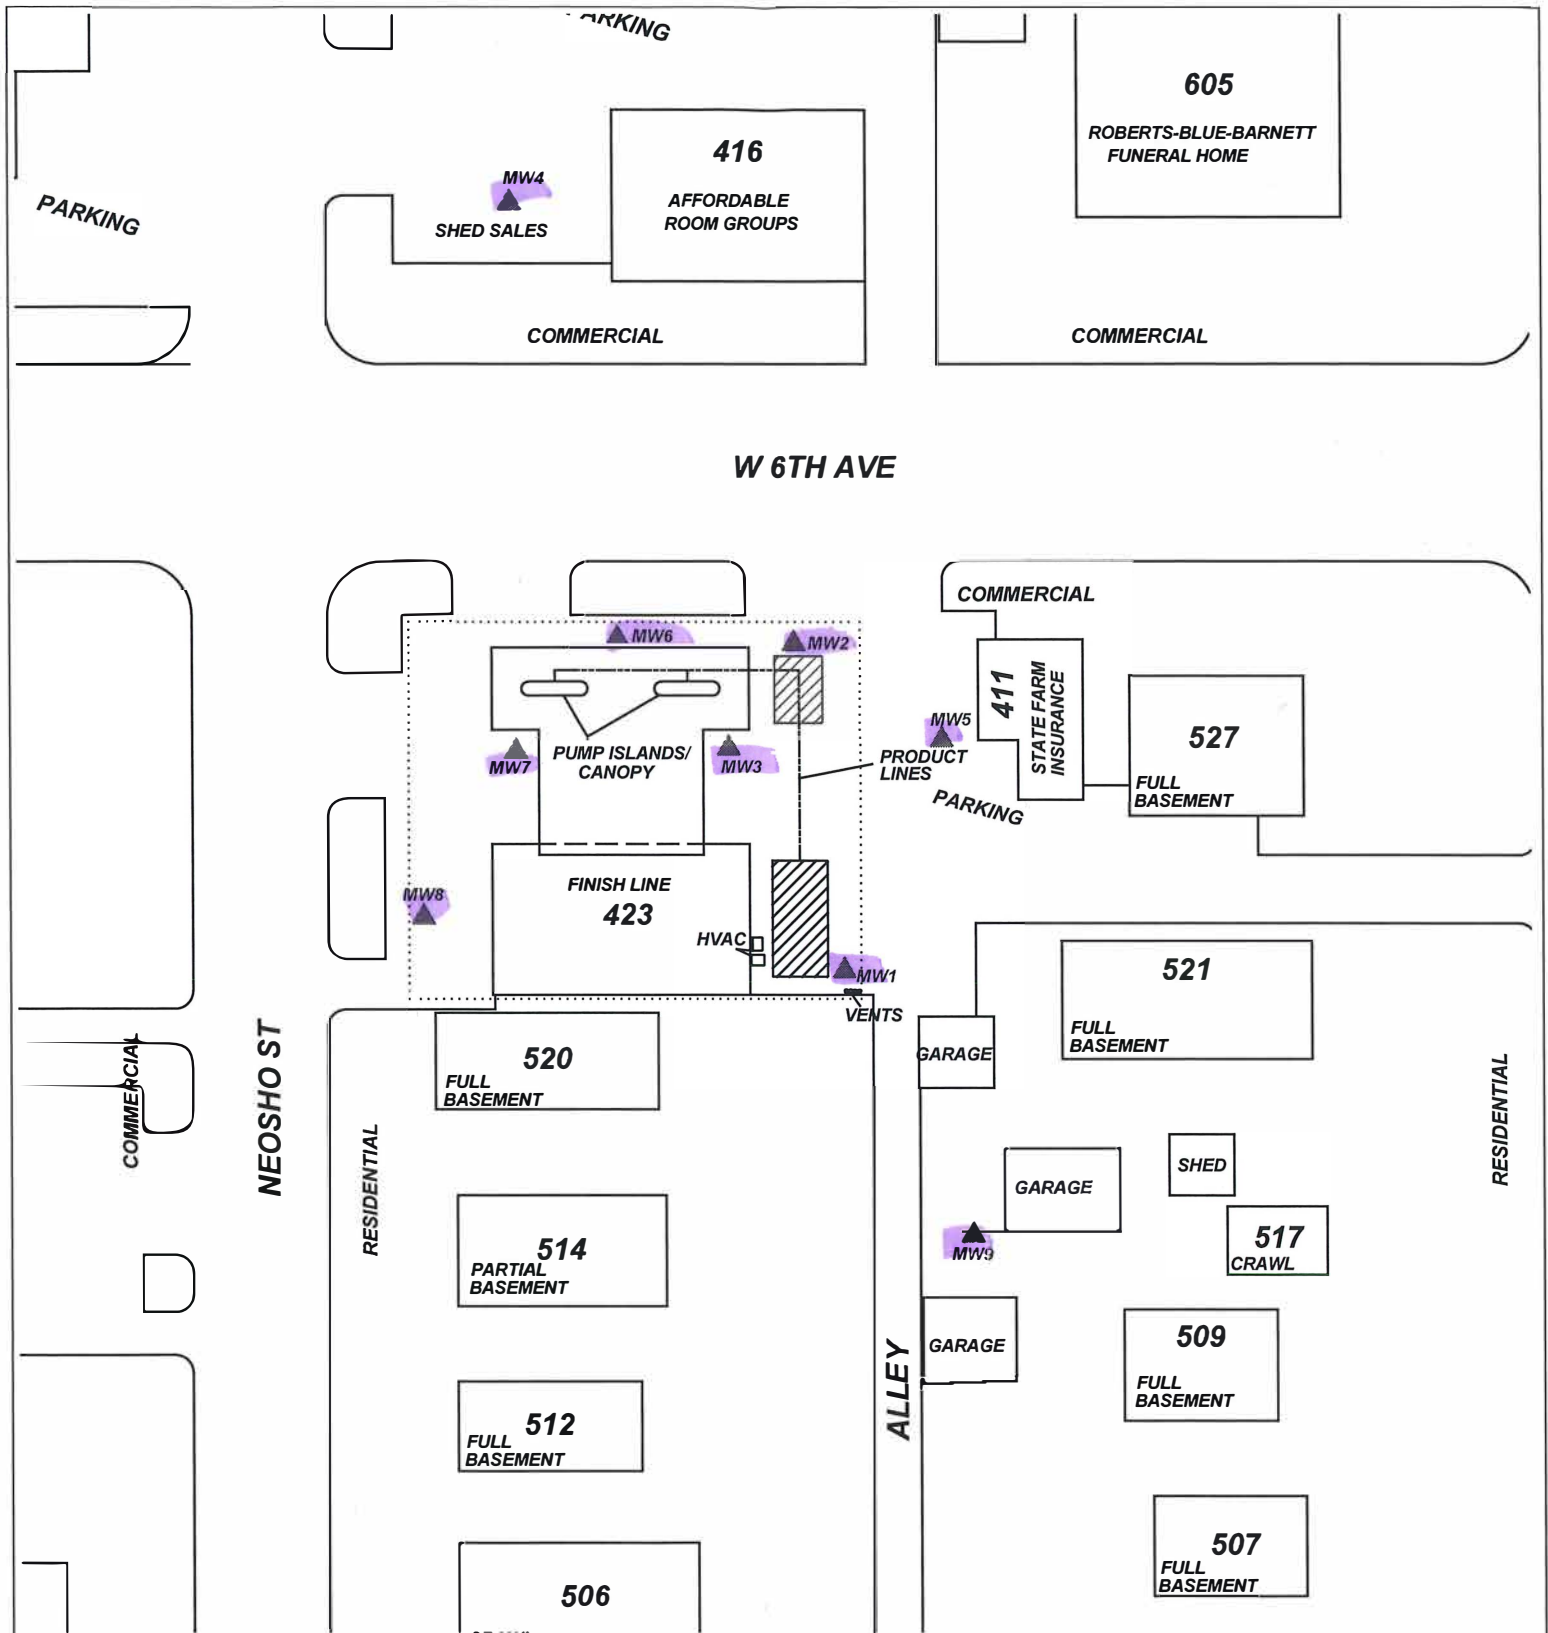 PARKING
605
ROBERTS-BLUE-BARNETT
FUNERAL HOME
416
AFFORDABLE
ROOM GROUPS
MW4
SHED SALES
PARKING
COMMERCIAL
COMMERCIAL
W 6TH AVE
COMMERCIAL
MW6
MW2
411
STATE FARM
INSURANCE
MW5
527
FULL
BASEMENT
PUMP ISLANDS/
CANOPY
MW7
MW3
PRODUCT
LINES
PARKING
FINISH LINE
423
MW8
HVAC
MW1
VENTS
521
FULL
BASEMENT
GARAGE
520
FULL
BASEMENT
COMMERCIAL
NEOSHO ST
RESIDENTIAL
RESIDENTIAL
SHED
GARAGE
MW9
517
CRAWL
514
PARTIAL
BASEMENT
GARAGE
509
FULL
BASEMENT
ALLEY
512
FULL
BASEMENT
507
FULL
BASEMENT
506